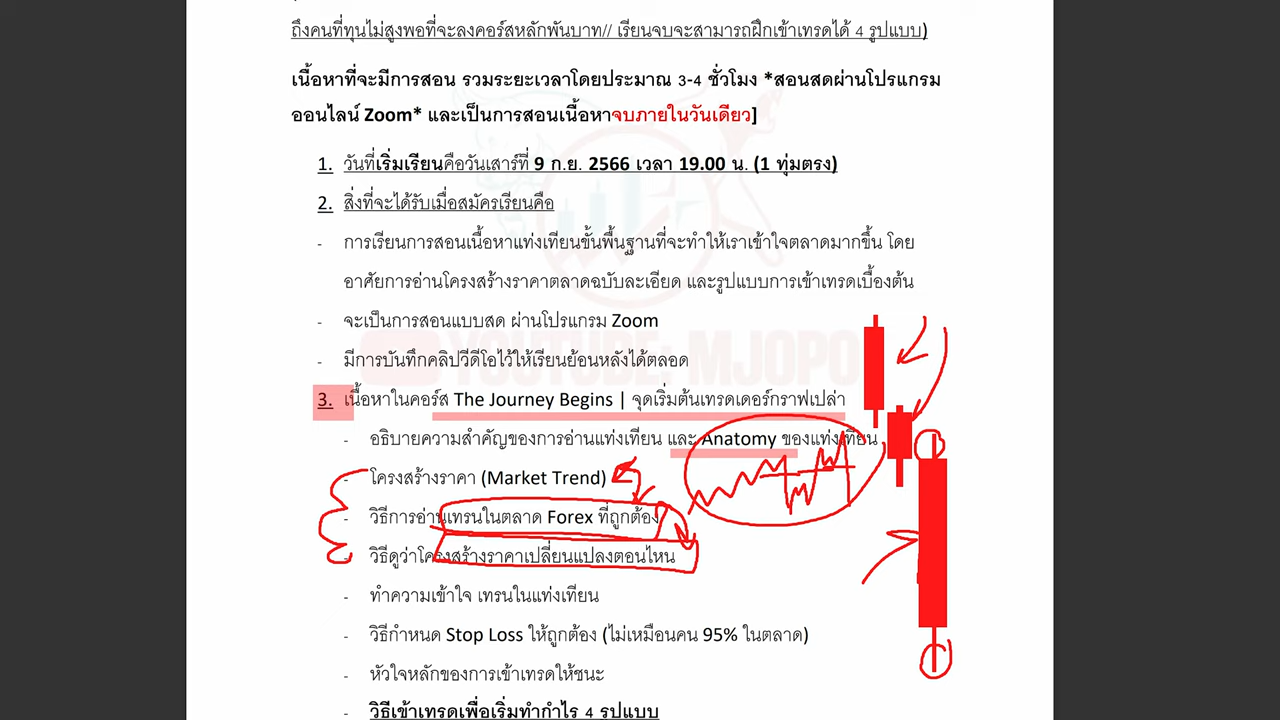 ถึงคนที่ทุนไม่สูงพอที่จะลงคอร์สหลักพันบาท// เรียนจบจะสามารถฝึกเข้าเทรดได้ 4 รูปแบบ)
เนื้อหาที่จะมีการสอน รวมระยะเวลาโดยประมาณ 3-4 ชั่วโมง *สอนสดผ่านโปรแกรม
ออนไลน์ Zoom* และเป็นการสอนเนื้อหาจบภายในวันเดียว]
1. วันที่เริ่มเรียนคือวันเสาร์ที่ 9 ก.ย. 2566 เวลา 19.00 น. (1 ทุ่มตรง)
2. สิ่งที่จะได้รับเมื่อสมัครเรียนคือ
- การเรียนการสอนเนื้อหาแท่งเทียนขั้นพื้นฐานที่จะทำให้เราเข้าใจตลาดมากขึ้น โดย
อาศัยการอ่านโครงสร้างราคาตลาดฉบับละเอียด และรูปแบบการเข้าเทรดเบื้องต้น
- จะเป็นการสอนแบบสด ผ่านโปรแกรม Zoom
YOUTUBE: MJOPO
- มีการบันทึกคลิปวีดีโอไว้ให้เรียนย้อนหลังได้ตลอด
3. เนื้อหาในคอร์ส The Journey Begins | จุดเริ่มต้นเทรดเดอร์กราฟเปล่า
- อธิบายความสำคัญของการอ่านแท่งเทียน และ Anatomy ของแท่งเทียน
- โครงสร้างราคา (Market Trend)
- วิธีการอ่านเทรนในตลาด Forex ที่ถูกต้อง
- วิธีดูว่าโครงสร้างราคาเปลี่ยนแปลงตอนไหน
- ทำความเข้าใจ เทรนในแท่งเทียน
- วิธีกำหนด Stop Loss ให้ถูกต้อง (ไม่เหมือนคน 95% ในตลาด)
- หัวใจหลักของการเข้าเทรดให้ชนะ
- วิธีเข้าเทรดเพื่อเริ่มทำกำไร 4 รูปแบบ